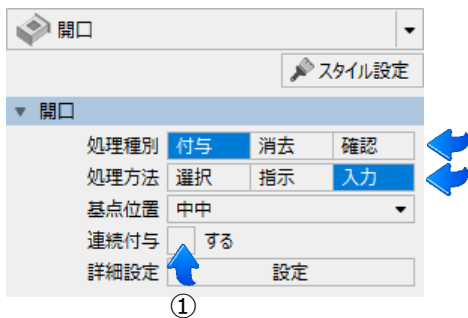 開口
スタイル設定
開口
処理種別 付与 消去 確認
処理方法 選択 指示 入力
基点位置 中中
連続付与 する
詳細設定 設定
①